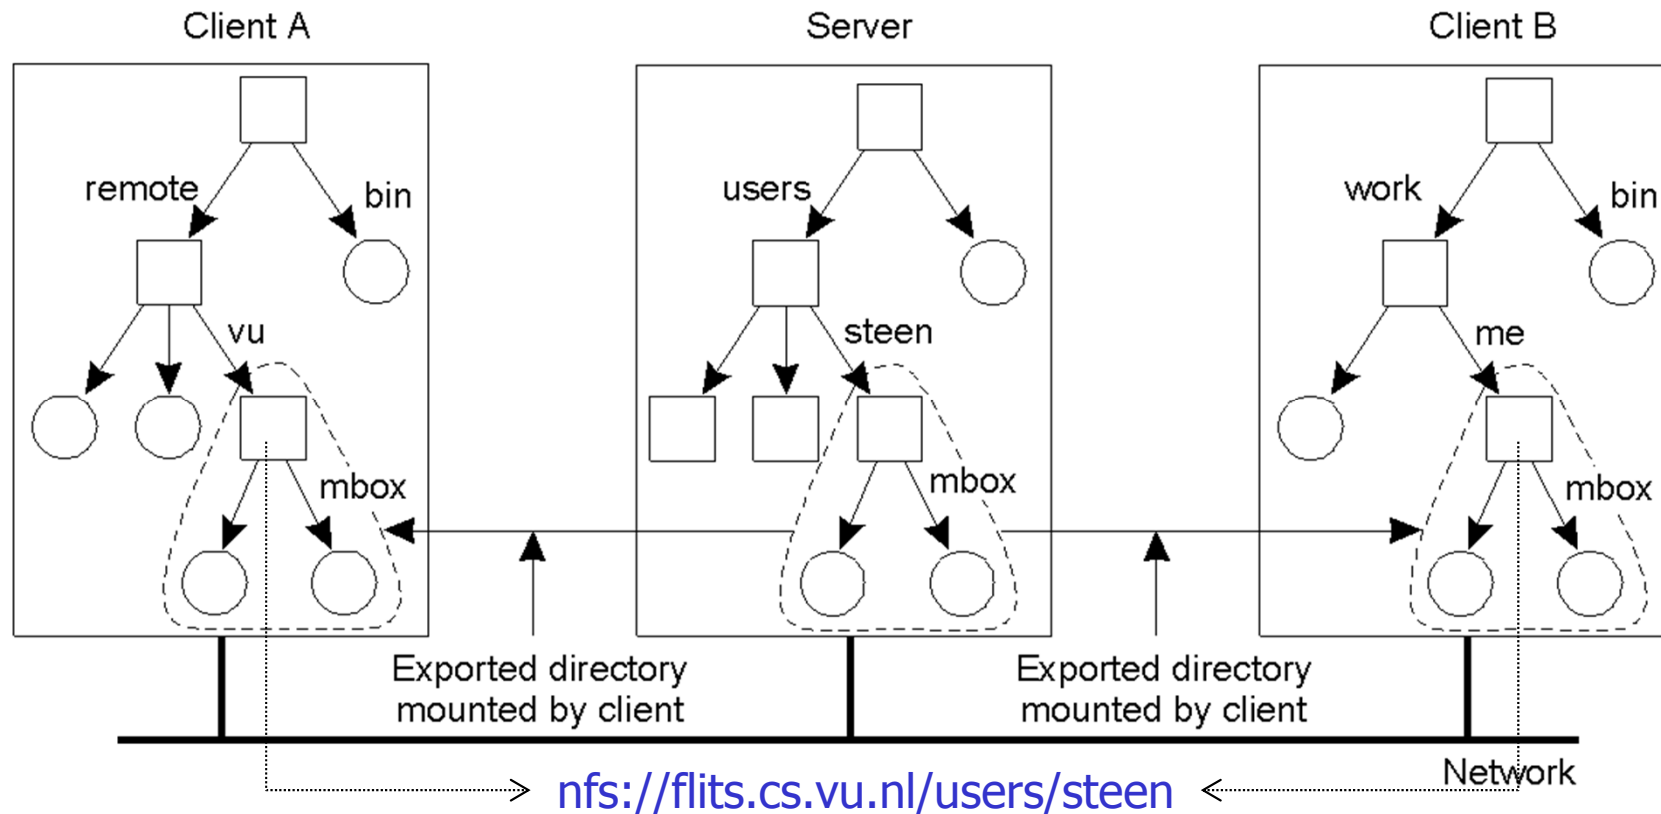 Client A
Server
Client B
remote
bin
users
work
bin
vu
steen
me
mbox
mbox
mbox
Exported directory
mounted by client
Exported directory
mounted by client
Network
nfs://flits.cs.vu.nl/users/steen